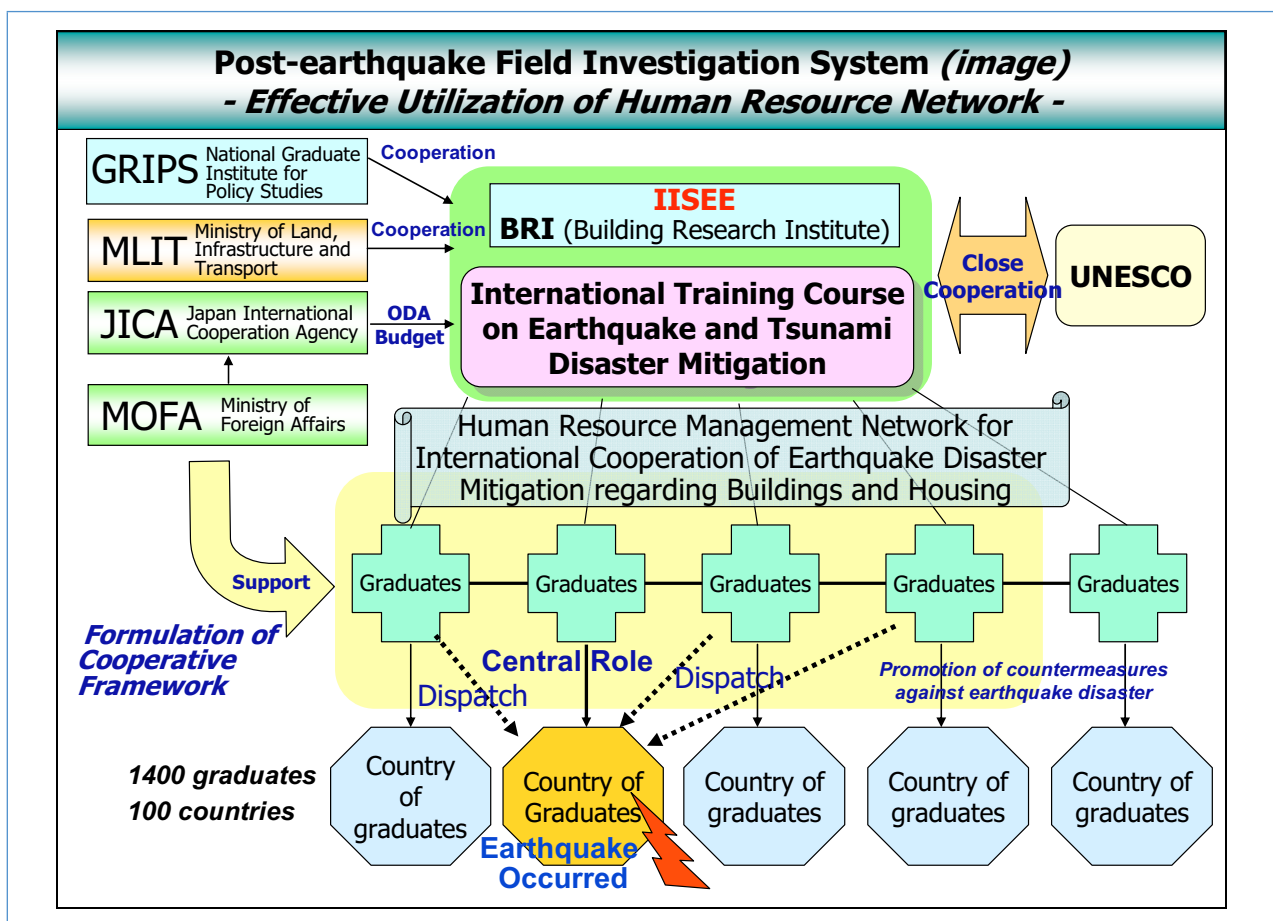 Post-earthquake Field Investigation System (image)
- Effective Utilization of Human Resource Network -
GRIPS
National Graduate
Institute for
Policy Studies
Cooperation
MLIT
Ministry of Land,
Infrastructure and
Transport
Cooperation
JICA
Japan International
Cooperation Agency
ODA
Budget
MOFA
Ministry of
Foreign Affairs
IISEE
BRI (Building Research Institute)
International Training Course
on Earthquake and Tsunami
Disaster Mitigation
Close
Cooperation
UNESCO
Human Resource Management Network for
International Cooperation of Earthquake Disaster
Mitigation regarding Buildings and Housing
Support
Graduates
Graduates
Graduates
Graduates
Graduates
Formulation of
Cooperative
Framework
Central Role
Dispatch
Dispatch
Promotion of countermeasures
against earthquake disaster
1400 graduates
100 countries
Country
of
graduates
Country of
Graduates
Earthquake
Occurred
Country of
graduates
Country of
graduates
Country of
graduates